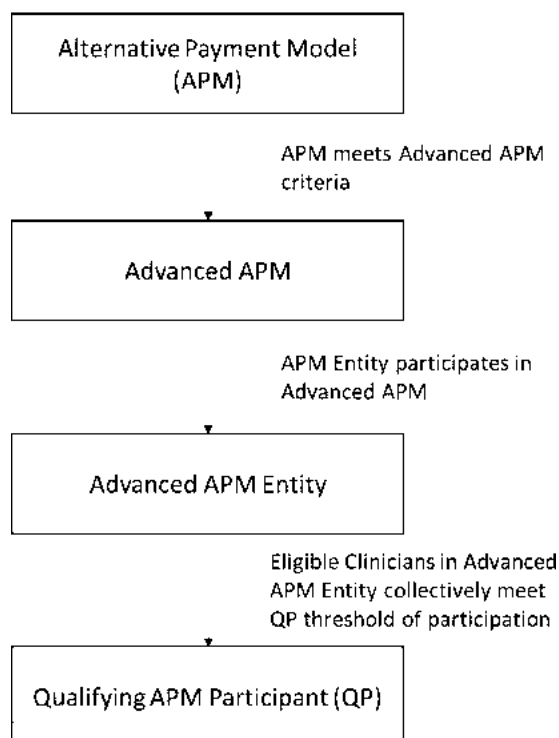 Alternative Payment Model
(APM)
APM meets Advanced APM
criteria
Advanced APM
APM Entity participates in
Advanced APM
Advanced APM Entity
Eligible Clinicians in Advanced
APM Entity collectively meet
QP threshold of participation
Qualifying APM Participant (QP)